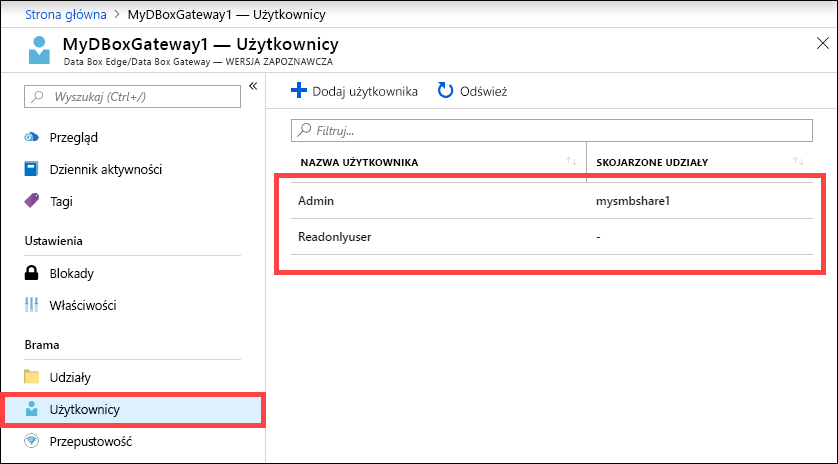 Strona główna > MyDBoxGateway1 — Użytkownicy
MyDBoxGateway1 — Użytkownicy
Data Box Edge/Data Box Gateway — WERSJA ZAPOZNAWCZA
Wyszukaj (Ctrl+/)
Przegląd
Dziennik aktywności
Tagi
Ustawienia
Blokady
Właściwości
Brama
Udziały
Użytkownicy
Przepustowość
Dodaj użytkownika Odśwież
Filtruj...
NAZWA UŻYTKOWNIKA SKOJARZONE UDZIAŁY
Admin mysmbshare1
Readonlyuser -